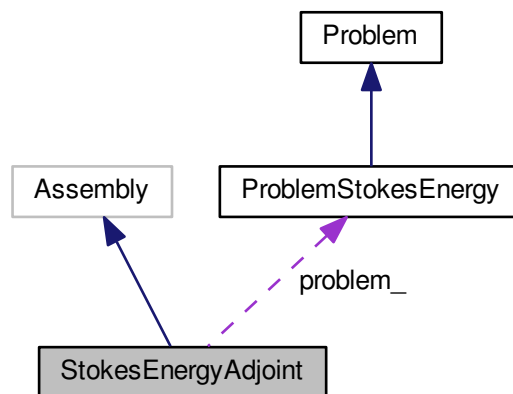 Problem
Assembly
ProblemStokesEnergy
problem_
StokesEnergyAdjoint